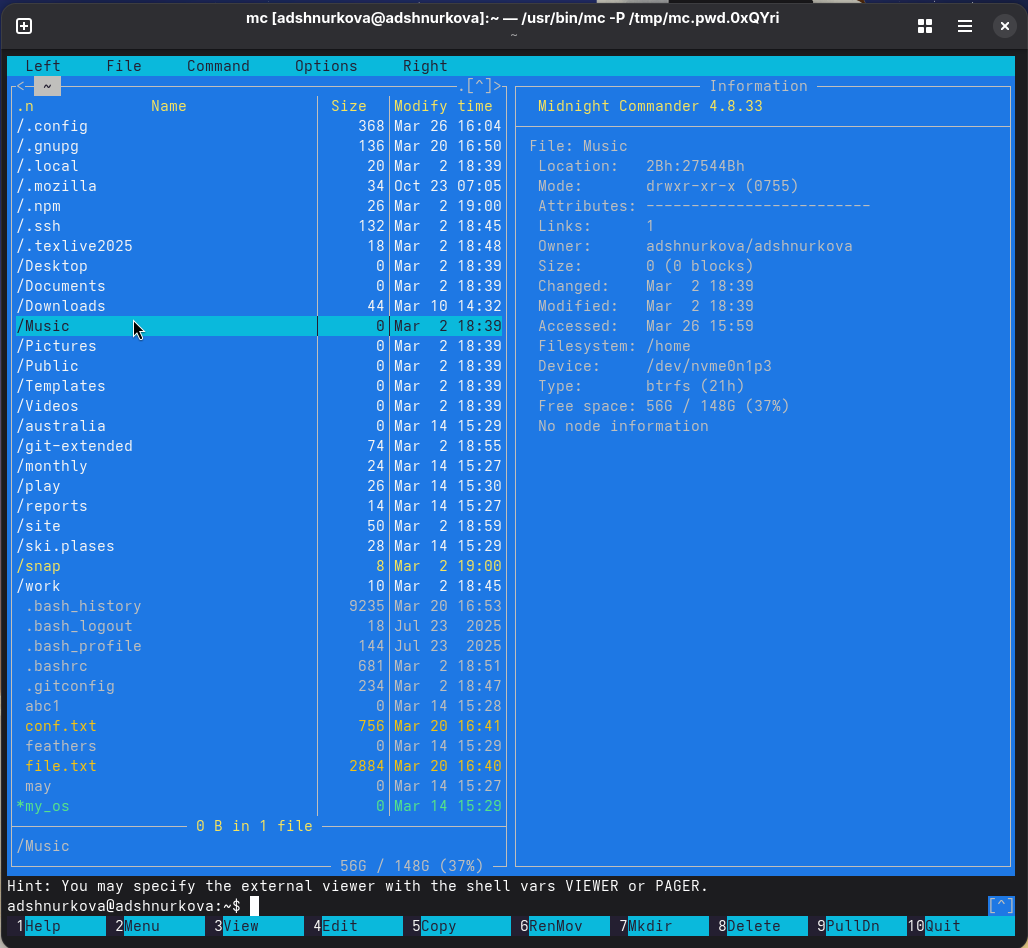 mc [adshnurkova@adshnurkova]:~ — /usr/bin/mc -P /tmp/mc.pwd.0xQYri
~
Left File Command Options Right
<─ ~ .[^]>
.n Name Size Modify time
/.config 368 Mar 26 16:04
/.gnupg 136 Mar 20 16:50
/.local 20 Mar 2 18:39
/.mozilla 34 Oct 23 07:05
/.npm 26 Mar 2 19:00
/.ssh 132 Mar 2 18:45
/.texlive2025 18 Mar 2 18:48
/Desktop 0 Mar 2 18:39
/Documents 0 Mar 2 18:39
/Downloads 44 Mar 10 14:32
/Music 0 Mar 2 18:39
/Pictures 0 Mar 2 18:39
/Public 0 Mar 2 18:39
/Templates 0 Mar 2 18:39
/Videos 0 Mar 2 18:39
/australia 0 Mar 14 15:29
/git-extended 74 Mar 2 18:55
/monthly 24 Mar 14 15:27
/play 26 Mar 14 15:30
/reports 14 Mar 14 15:27
/site 50 Mar 2 18:59
/ski.plases 28 Mar 14 15:29
/snap 8 Mar 2 19:00
/work 10 Mar 2 18:45
.bash_history 9235 Mar 20 16:53
.bash_logout 18 Jul 23 2025
.bash_profile 144 Jul 23 2025
.bashrc 681 Mar 2 18:51
.gitconfig 234 Mar 2 18:47
abc1 0 Mar 14 15:28
conf.txt 756 Mar 20 16:41
feathers 0 Mar 14 15:29
file.txt 2884 Mar 20 16:40
may 0 Mar 14 15:27
*my_os 0 Mar 14 15:29
0 B in 1 file
/Music
56G / 148G (37%)
Information
Midnight Commander 4.8.33
File: Music
Location: 2Bh:27544Bh
Mode: drwxr-xr-x (0755)
Attributes: -------------------------
Links: 1
Owner: adshnurkova/adshnurkova
Size: 0 (0 blocks)
Changed: Mar 2 18:39
Modified: Mar 2 18:39
Accessed: Mar 26 15:59
Filesystem: /home
Device: /dev/nvme0n1p3
Type: btrfs (21h)
Free space: 56G / 148G (37%)
No node information
Hint: You may specify the external viewer with the shell vars VIEWER or PAGER.
adshnurkova@adshnurkova:~$ [^]
1Help 2Menu 3View 4Edit 5Copy 6RenMov 7Mkdir 8Delete 9PullDn 10Quit